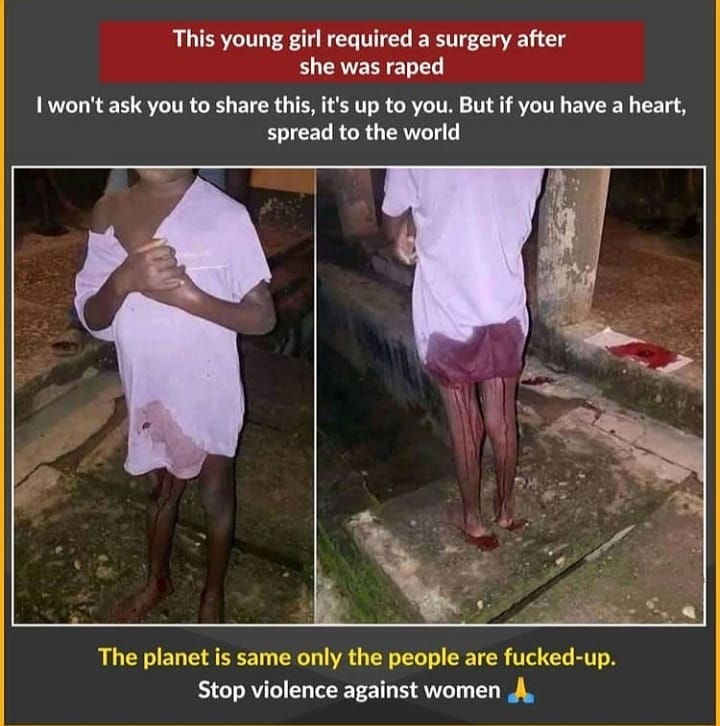 This young girl required a surgery after
she was raped
I won't ask you to share this, it's up to you. But if you have a heart,
spread to the world
The planet is same only the people are fucked-up.
Stop violence against women 🙏